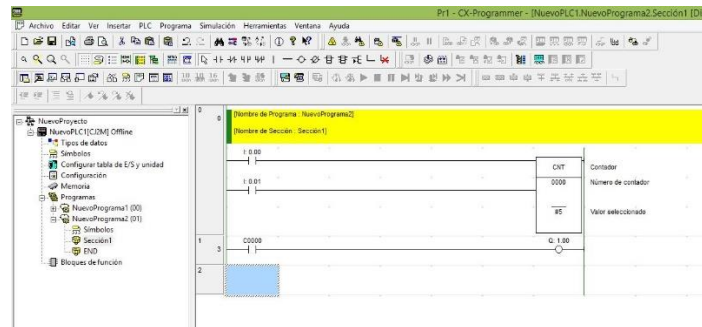 Pr1 - CX-Programmer - [NuevoPLC1.NuevoPrograma2.Sección1 [Di
Archivo Editar Ver Insertar PLC Programa Simulación Herramientas Ventana Ayuda
NuevoProyecto
NuevoPLC1[CJ2M] Offline
Tipos de datos
Símbolos
Configurar tabla de E/S y unidad
Configuración
Memoria
Programas
NuevoPrograma1 (00)
NuevoPrograma2 (01)
Símbolos
Sección1
END
Bloques de función
0
0
[Nombre de Programa : NuevoPrograma2]
[Nombre de Sección : Sección1]
I: 0.00
CNT
Contador
I: 0.01
0000
Número de contador
#5
Valor seleccionado
1
3
C0000
Q: 1.00
2